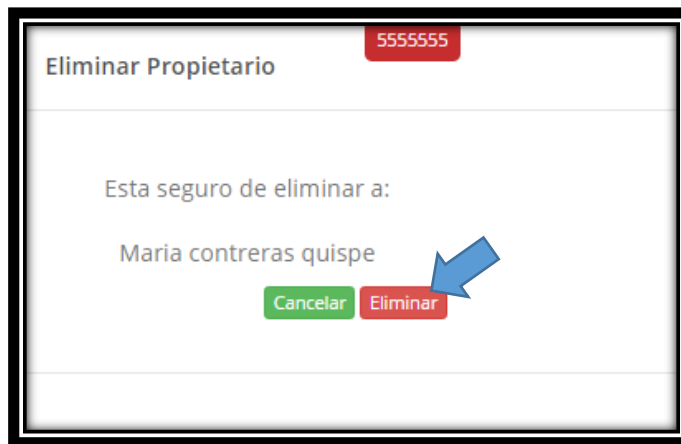 5555555
Eliminar Propietario
Esta seguro de eliminar a:
Maria contreras quispe
Cancelar Eliminar